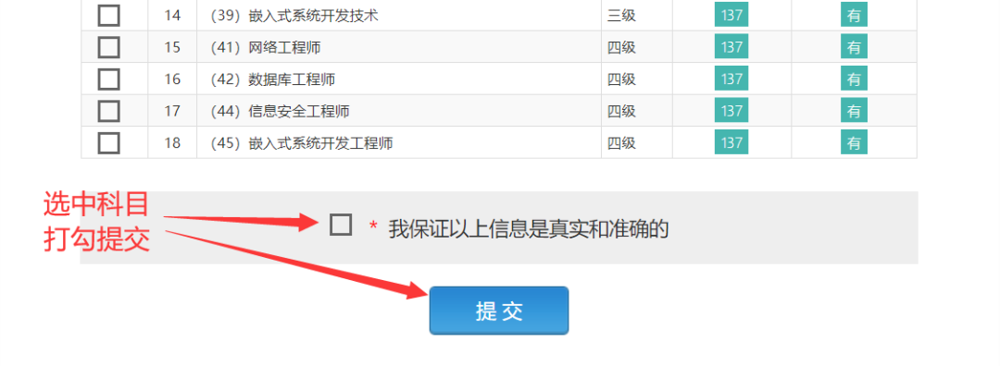 14 （39）嵌入式系统开发技术 三级 137 有
15 （41）网络工程师 四级 137 有
16 （42）数据库工程师 四级 137 有
17 （44）信息安全工程师 四级 137 有
18 （45）嵌入式系统开发工程师 四级 137 有
选中科目
打勾提交
* 我保证以上信息是真实和准确的
提 交